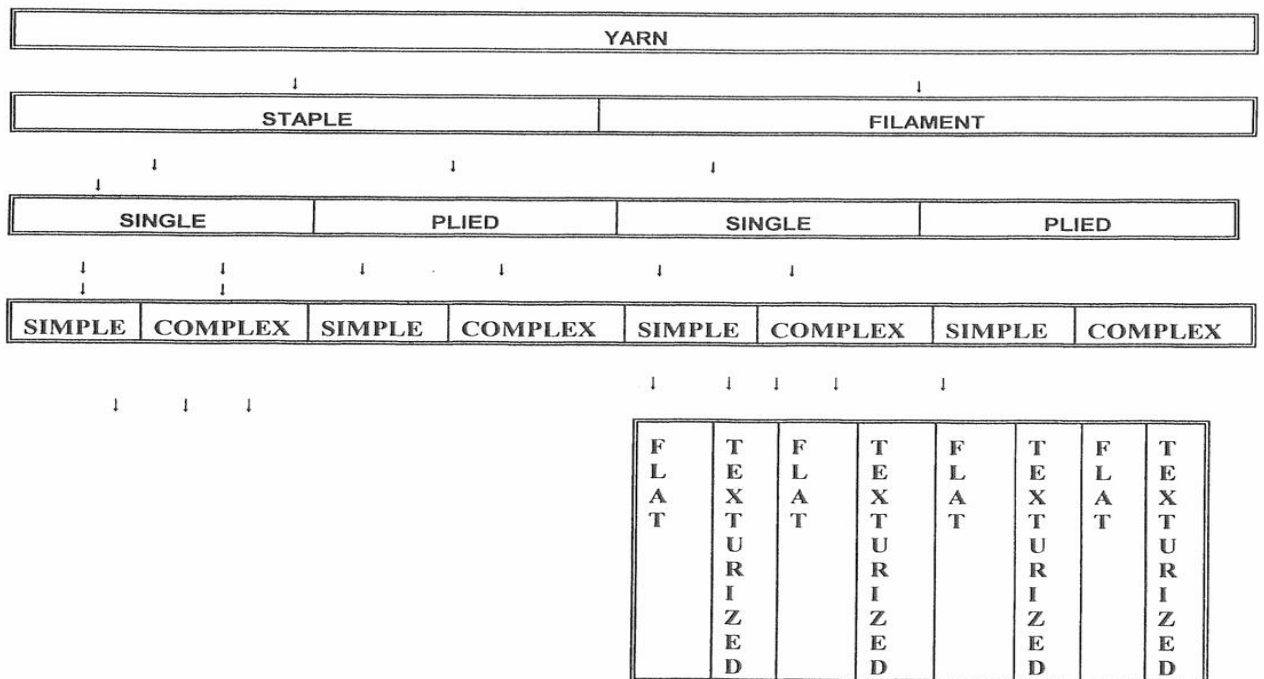 YARN
STAPLE FILAMENT
SINGLE PLIED SINGLE PLIED
SIMPLE COMPLEX SIMPLE COMPLEX SIMPLE COMPLEX SIMPLE COMPLEX
FLAT TEXTURIZED FLAT TEXTURIZED FLAT TEXTURIZED FLAT TEXTURIZED